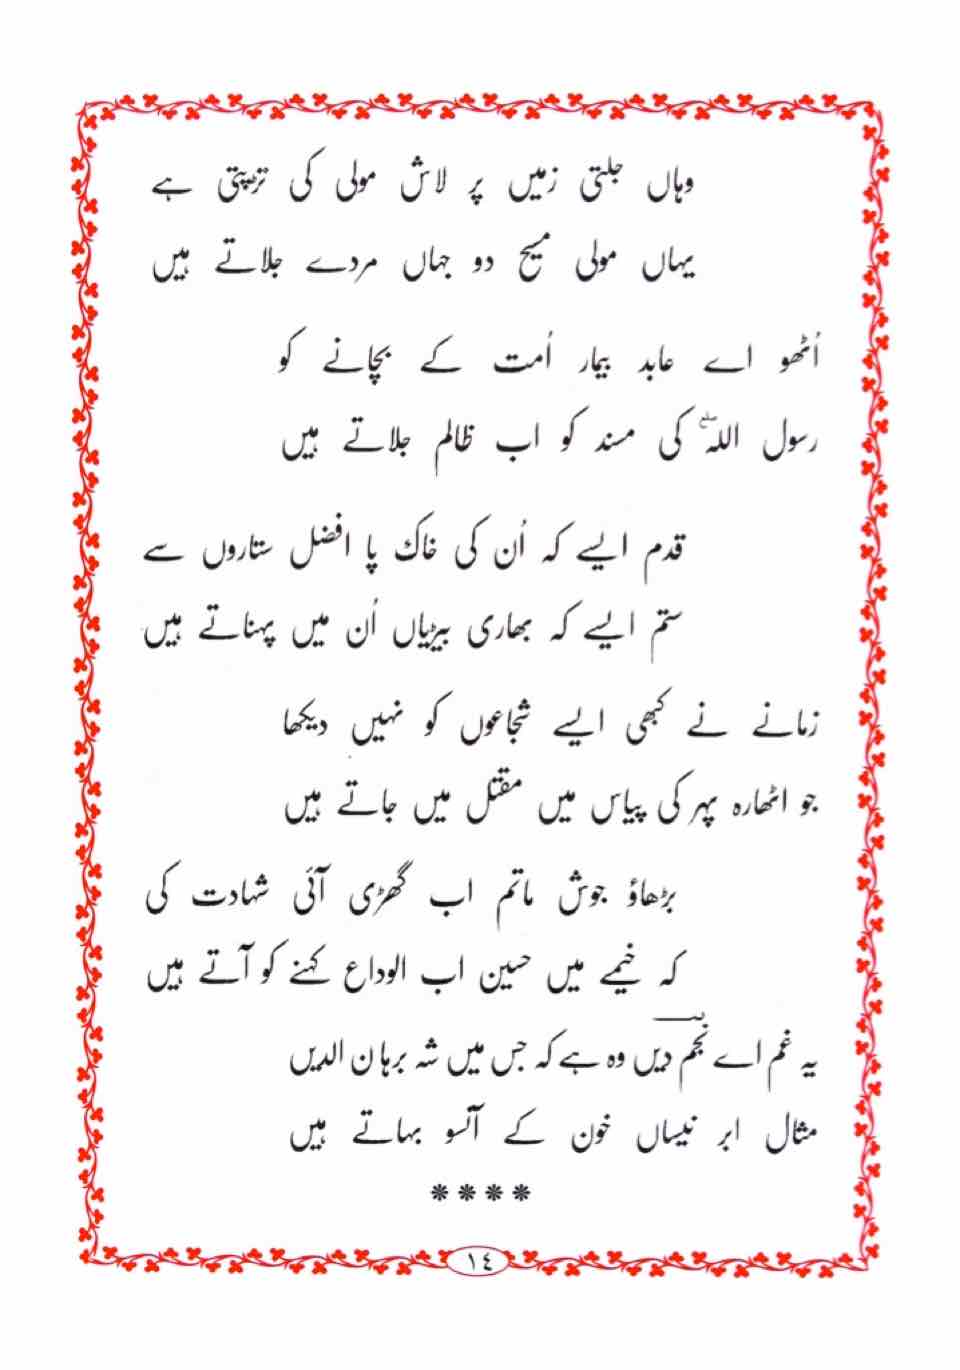 وہاں جلتی زمیں پر لاش مولی کی تڑپتی ہے
یہاں مولی مسیح دو جہاں مردے جلاتے ہیں
اُٹھو اے عابد بیمار اُمت کے بچانے کو
رسول اللہ ؐ کی مسند کو اب ظالم جلاتے ہیں
قدم ایسے کہ اُن کی خاک پا افضل ستاروں سے
ستم ایسے کہ بھاری بیڑیاں اُن میں پہناتے ہیں
زمانے نے کبھی ایسے شجاعوں کو نہیں دیکھا
جو اٹھارہ پہر کی پیاس میں مقتل میں جاتے ہیں
بڑھاؤ جوش ماتم اب گھڑی آئی شہادت کی
کہ خیمے میں حسین اب الوداع کہنے کو آتے ہیں
یہ غم اے نجم دیں وہ ہے کہ جس میں شہ برہان الدیں
مثال ابر نیساں خون کے آنسو بہاتے ہیں
****
١٤